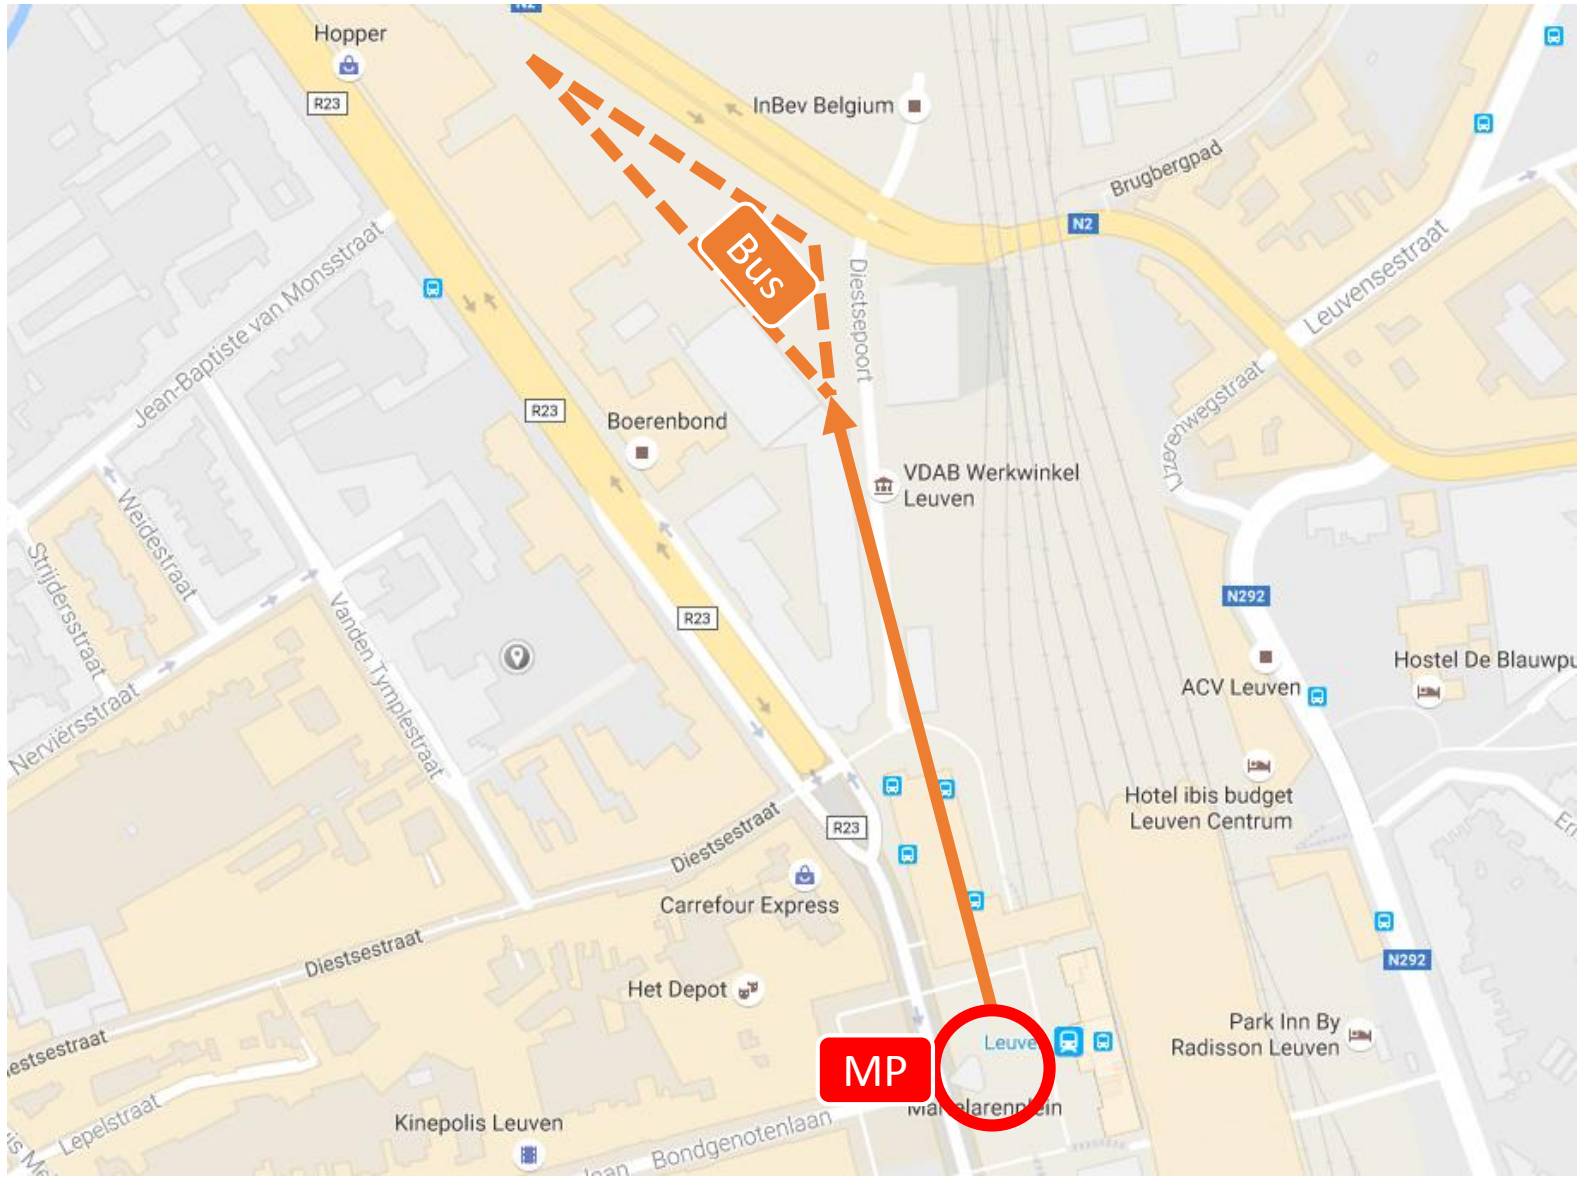 N2
Hopper
R23
InBev Belgium
Brugbergpad
N2
Jean-Baptiste van Monsstraat
Bus
Diestsepoort
Leuvensestraat
R23
Boerenbond
IJzerenwegstraat
VDAB Werkwinkel
Leuven
Weidestraat
Strijdersstraat
Vanden Tymplestraat
R23
N292
Hostel De Blauwpu
ACV Leuven
Nerviërsstraat
Hotel ibis budget
Leuven Centrum
Diestsestraat
R23
Carrefour Express
Diestsestraat
N292
Het Depot
Park Inn By
Radisson Leuven
Leuve
MP
estsestraat
Lepelstraat
Kinepolis Leuven
Bondgenotenlaan